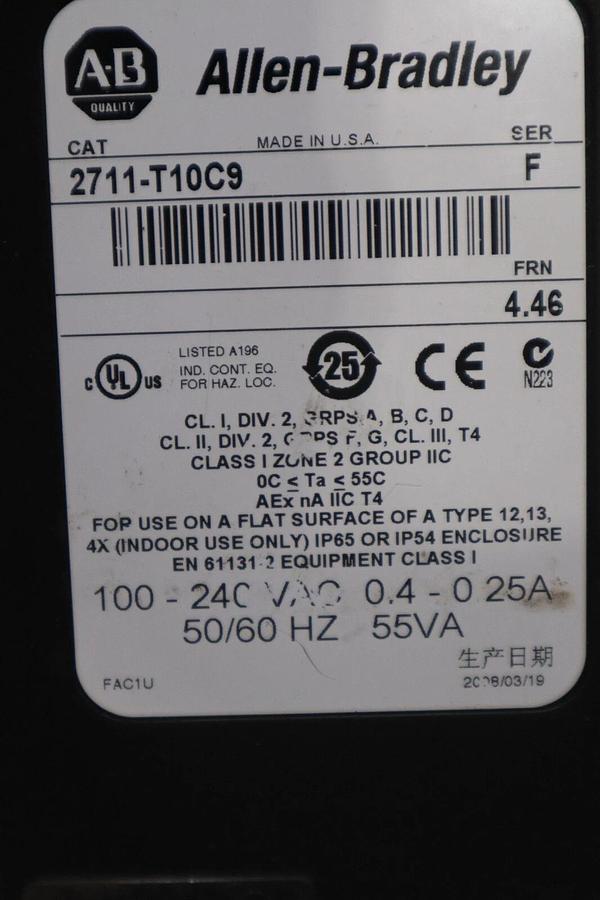 A-B
QUALITY
Allen-Bradley
CAT
MADE IN U.S.A.
SER
2711-T10C9
F
FRN
4.46
c UL us
LISTED A196
IND. CONT. EQ.
FOR HAZ. LOC.
25
CE
N223
CL. I, DIV. 2, GRPS A, B, C, D
CL. II, DIV. 2, GRPS F, G, CL. III, T4
CLASS I ZONE 2 GROUP IIC
0C ≤ Ta ≤ 55C
AEx nA IIC T4
FOR USE ON A FLAT SURFACE OF A TYPE 12,13,
4X (INDOOR USE ONLY) IP65 OR IP54 ENCLOSURE
EN 61131-2 EQUIPMENT CLASS I
100 - 240 VAC 0.4 - 0.25A
50/60 HZ 55VA
生产日期
FAC1U
2008/03/19